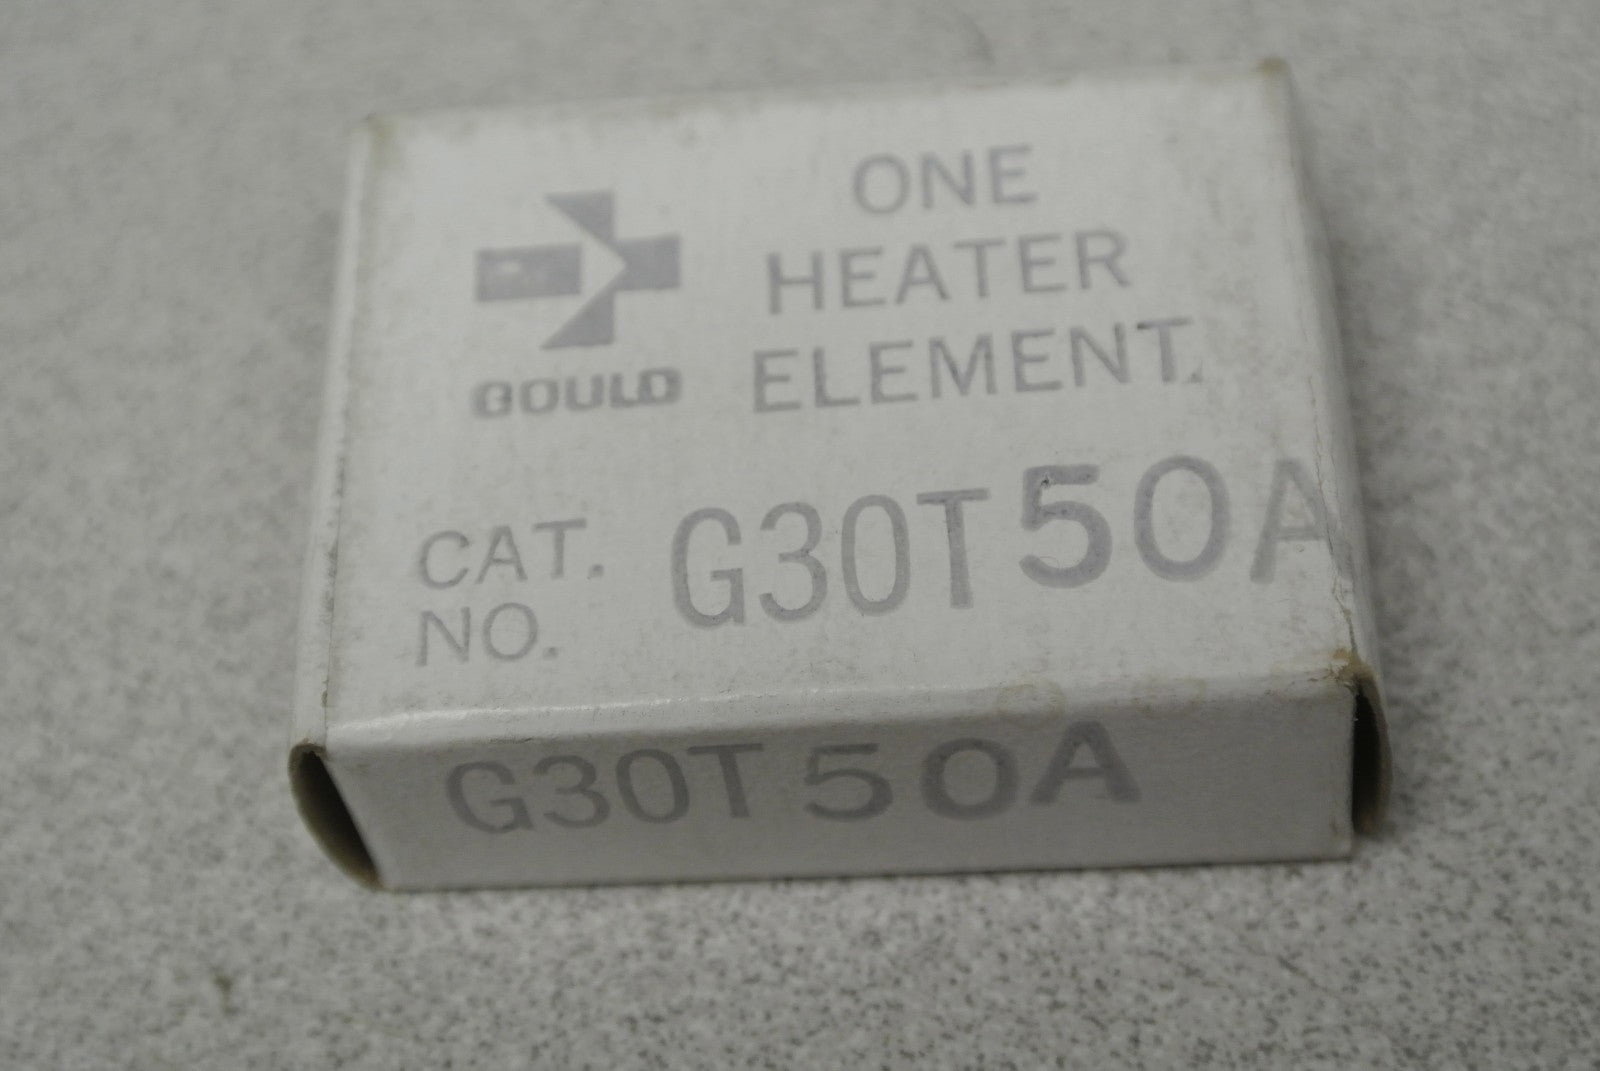 GOULD
ONE
HEATER
ELEMENT
CAT.
NO.
G30T50A
G30T50A